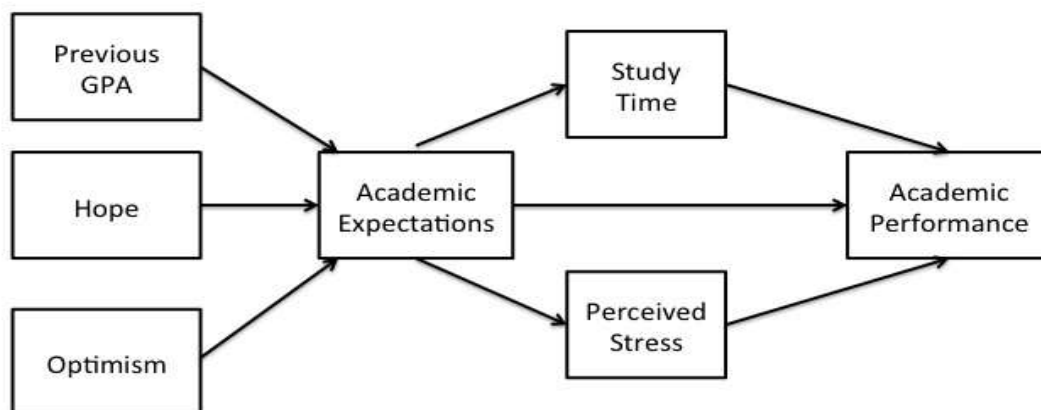 Previous
GPA
Hope
Optimism
Academic
Expectations
Study
Time
Perceived
Stress
Academic
Performance